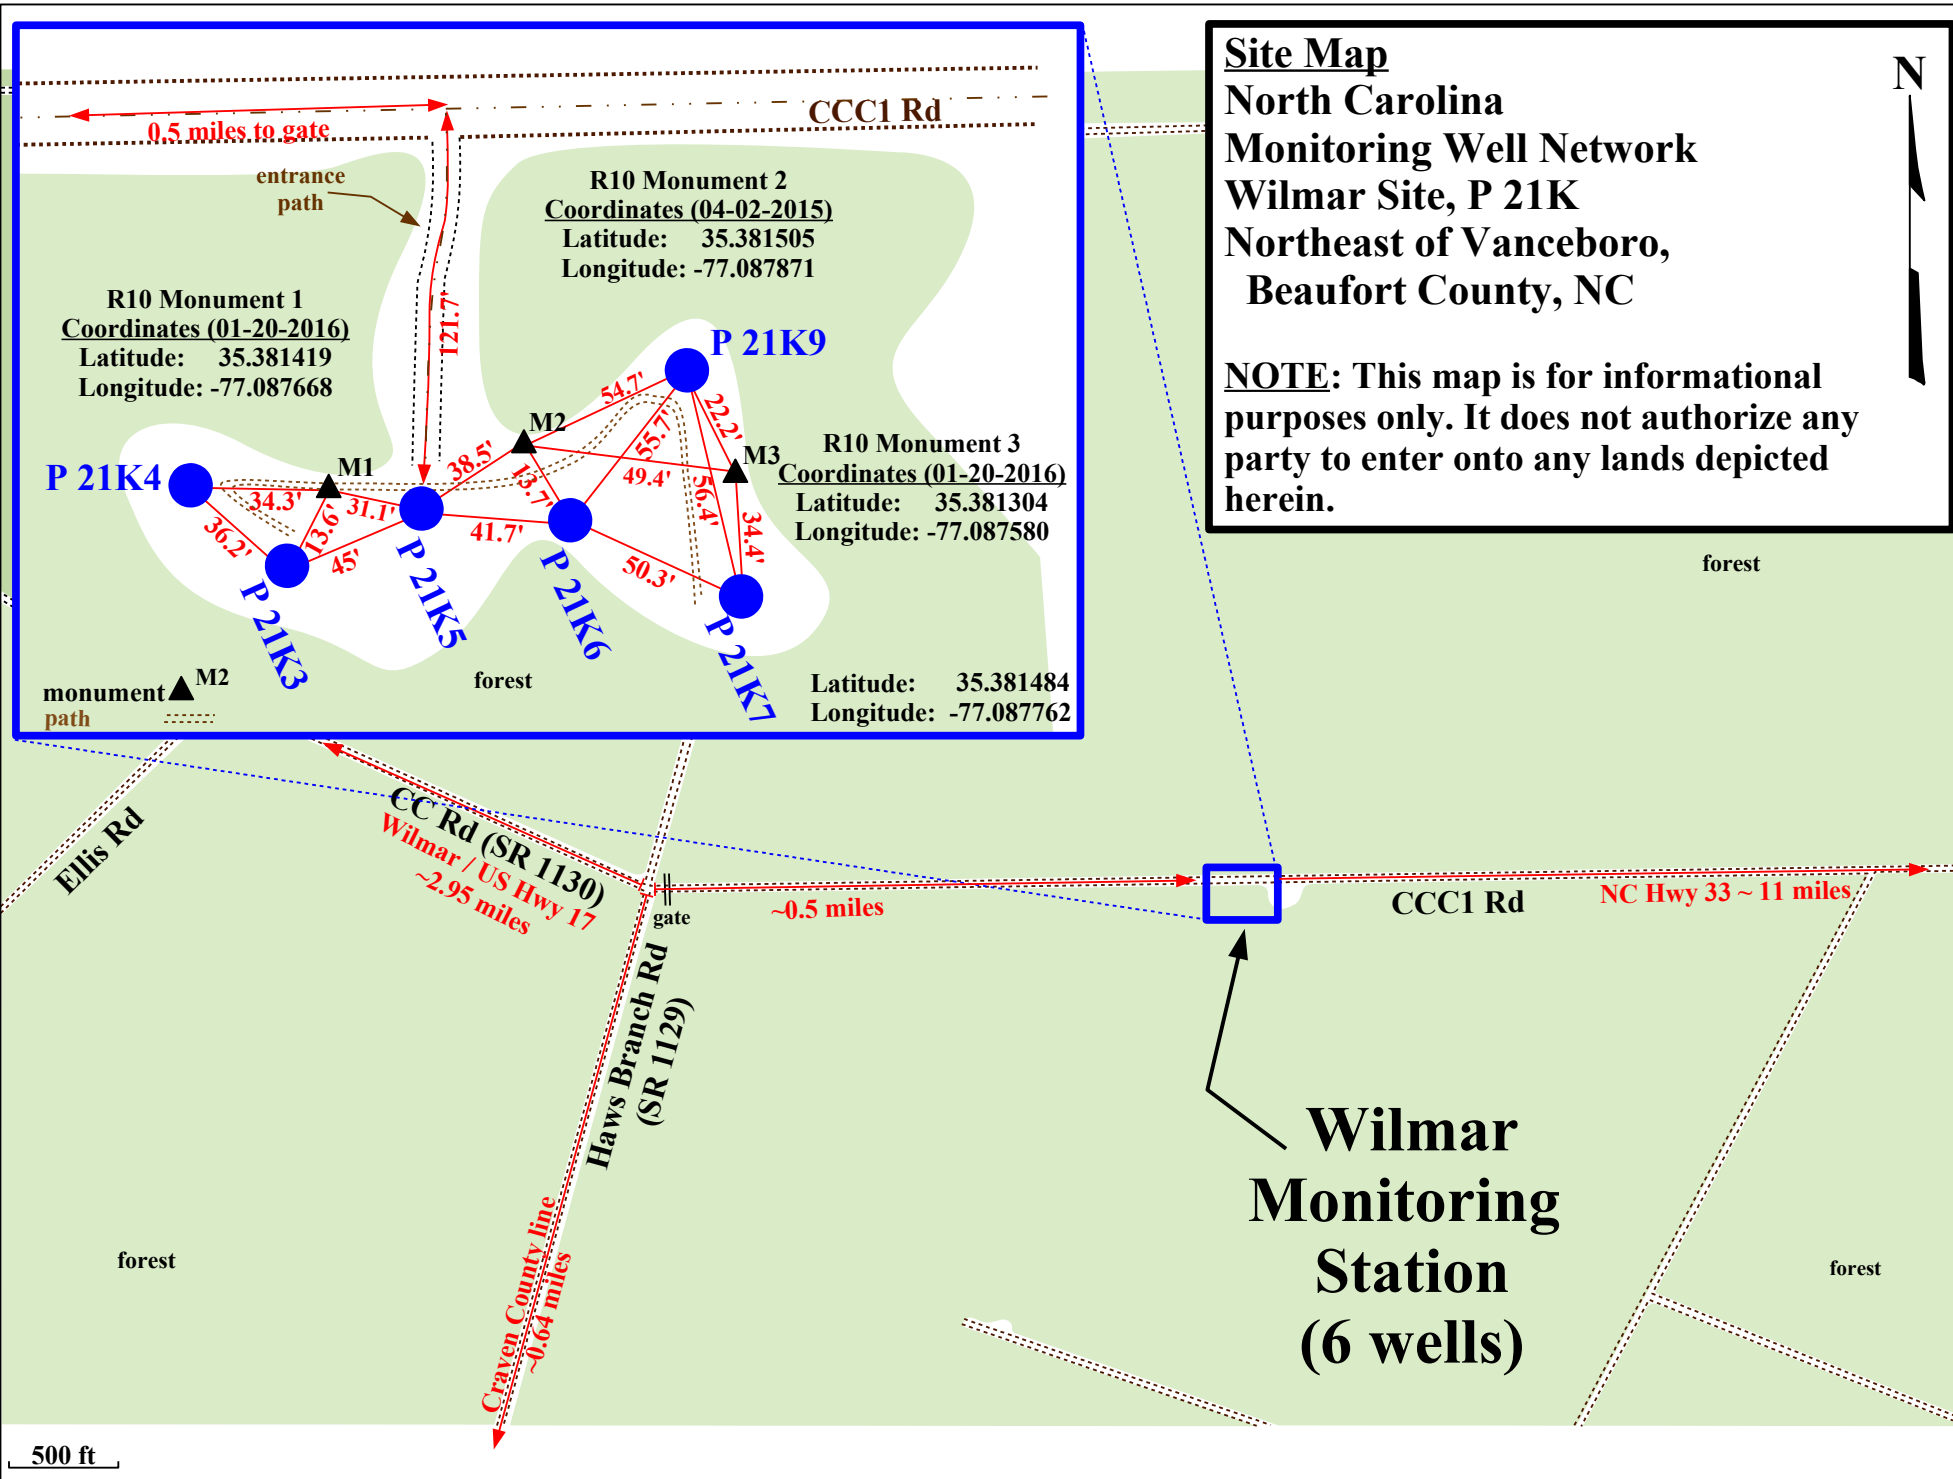 Site Map
North Carolina
Monitoring Well Network
Wilmar Site, P 21K
Northeast of Vanceboro,
Beaufort County, NC
NOTE: This map is for informational
purposes only. It does not authorize any
party to enter onto any lands depicted
herein.
N
CCC1 Rd
0.5 miles to gate
entrance
path
121.7'
R10 Monument 2
Coordinates (04-02-2015)
Latitude: 35.381505
Longitude: -77.087871
R10 Monument 1
Coordinates (01-20-2016)
Latitude: 35.381419
Longitude: -77.087668
R10 Monument 3
Coordinates (01-20-2016)
Latitude: 35.381304
Longitude: -77.087580
P 21K9
54.7'
22.2'
M2
55.7'
M3
P 21K4
M1
38.5'
49.4'
34.3'
31.1'
13.7'
56.4'
36.2'
13.6'
45'
41.7'
34.4'
50.3'
P 21K3
P 21K5
P 21K6
P 21K7
forest
monument
M2
path
Latitude: 35.381484
Longitude: -77.087762
forest
Ellis Rd
CC Rd (SR 1130)
Wilmar / US Hwy 17
~2.95 miles
gate
~0.5 miles
CCC1 Rd
NC Hwy 33 ~ 11 miles
Haws Branch Rd
(SR 1129)
Craven County line
~0.64 miles
Wilmar
Monitoring
Station
(6 wells)
forest
forest
500 ft